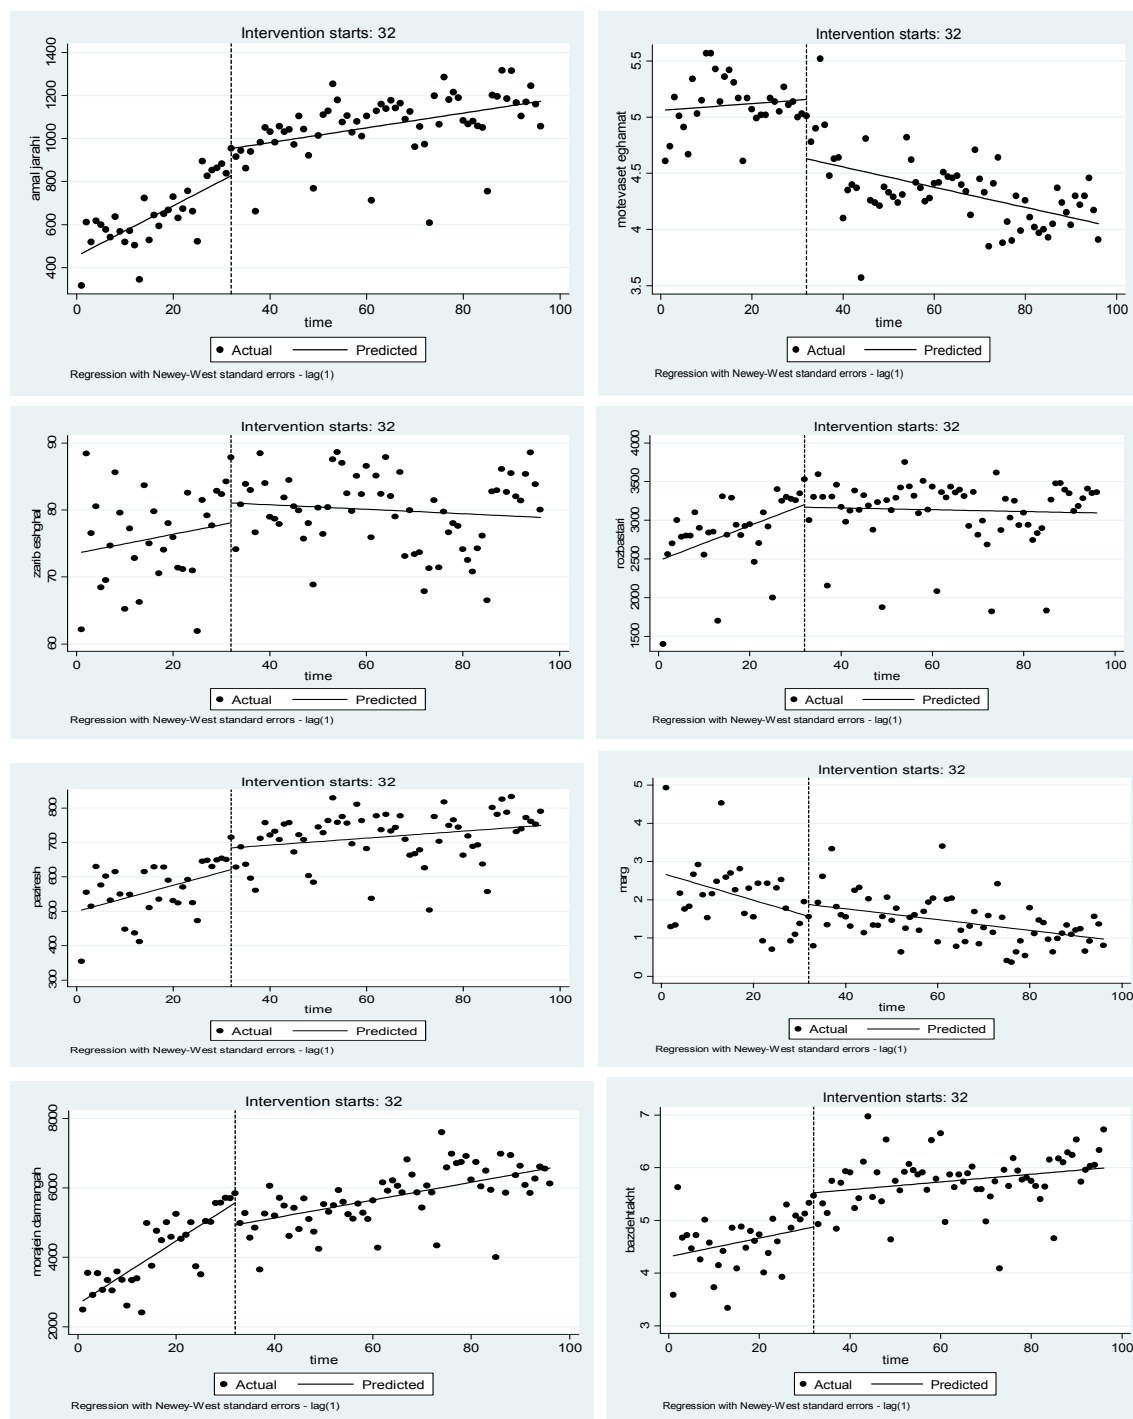 Intervention starts: 32
amal jarahi
1400
1200
1000
800
600
400
0 20 40 60 80 100
time
Actual Predicted
Regression with Newey-West standard errors - lag(1)
Intervention starts: 32
motevaset eghamat
5.5
5
4.5
4
3.5
0 20 40 60 80 100
time
Actual Predicted
Regression with Newey-West standard errors - lag(1)
Intervention starts: 32
zarib eshghal
90
80
70
60
0 20 40 60 80 100
time
Actual Predicted
Regression with Newey-West standard errors - lag(1)
Intervention starts: 32
rozbastari
4000
3500
3000
2500
2000
1500
0 20 40 60 80 100
time
Actual Predicted
Regression with Newey-West standard errors - lag(1)
Intervention starts: 32
paziresh
800
700
600
500
400
300
0 20 40 60 80 100
time
Actual Predicted
Regression with Newey-West standard errors - lag(1)
Intervention starts: 32
marg
5
4
3
2
1
0
0 20 40 60 80 100
time
Actual Predicted
Regression with Newey-West standard errors - lag(1)
Intervention starts: 32
morajein darmangah
8000
6000
4000
2000
0 20 40 60 80 100
time
Actual Predicted
Regression with Newey-West standard errors - lag(1)
Intervention starts: 32
bazdehtakht
7
6
5
4
3
0 20 40 60 80 100
time
Actual Predicted
Regression with Newey-West standard errors - lag(1)